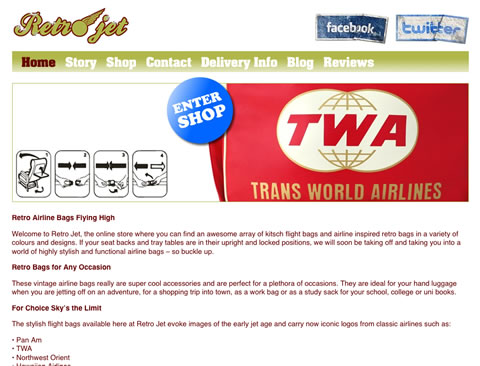 Retro jet
facebook
twitter
Home Story Shop Contact Delivery Info Blog Reviews
ENTER
SHOP
TWA
TRANS WORLD AIRLINES
1
2
3
4
Retro Airline Bags Flying High
Welcome to Retro Jet, the online store where you can find an awesome array of kitsch flight bags and airline inspired retro bags in a variety of
colours and designs. If your seat backs and tray tables are in their upright and locked positions, we will soon be taking off and taking you into a
world of highly stylish and functional airline bags – so buckle up.
Retro Bags for Any Occasion
These vintage airline bags really are super cool accessories and are perfect for a plethora of occasions. They are ideal for your hand luggage
when you are jetting off on an adventure, for a shopping trip into town, as a work bag or as a study sack for your school, college or uni books.
For Choice Sky's the Limit
The stylish flight bags available here at Retro Jet evoke images of the early jet age and carry now iconic logos from classic airlines such as:
• Pan Am
• TWA
• Northwest Orient
• Hawaiian Airlines